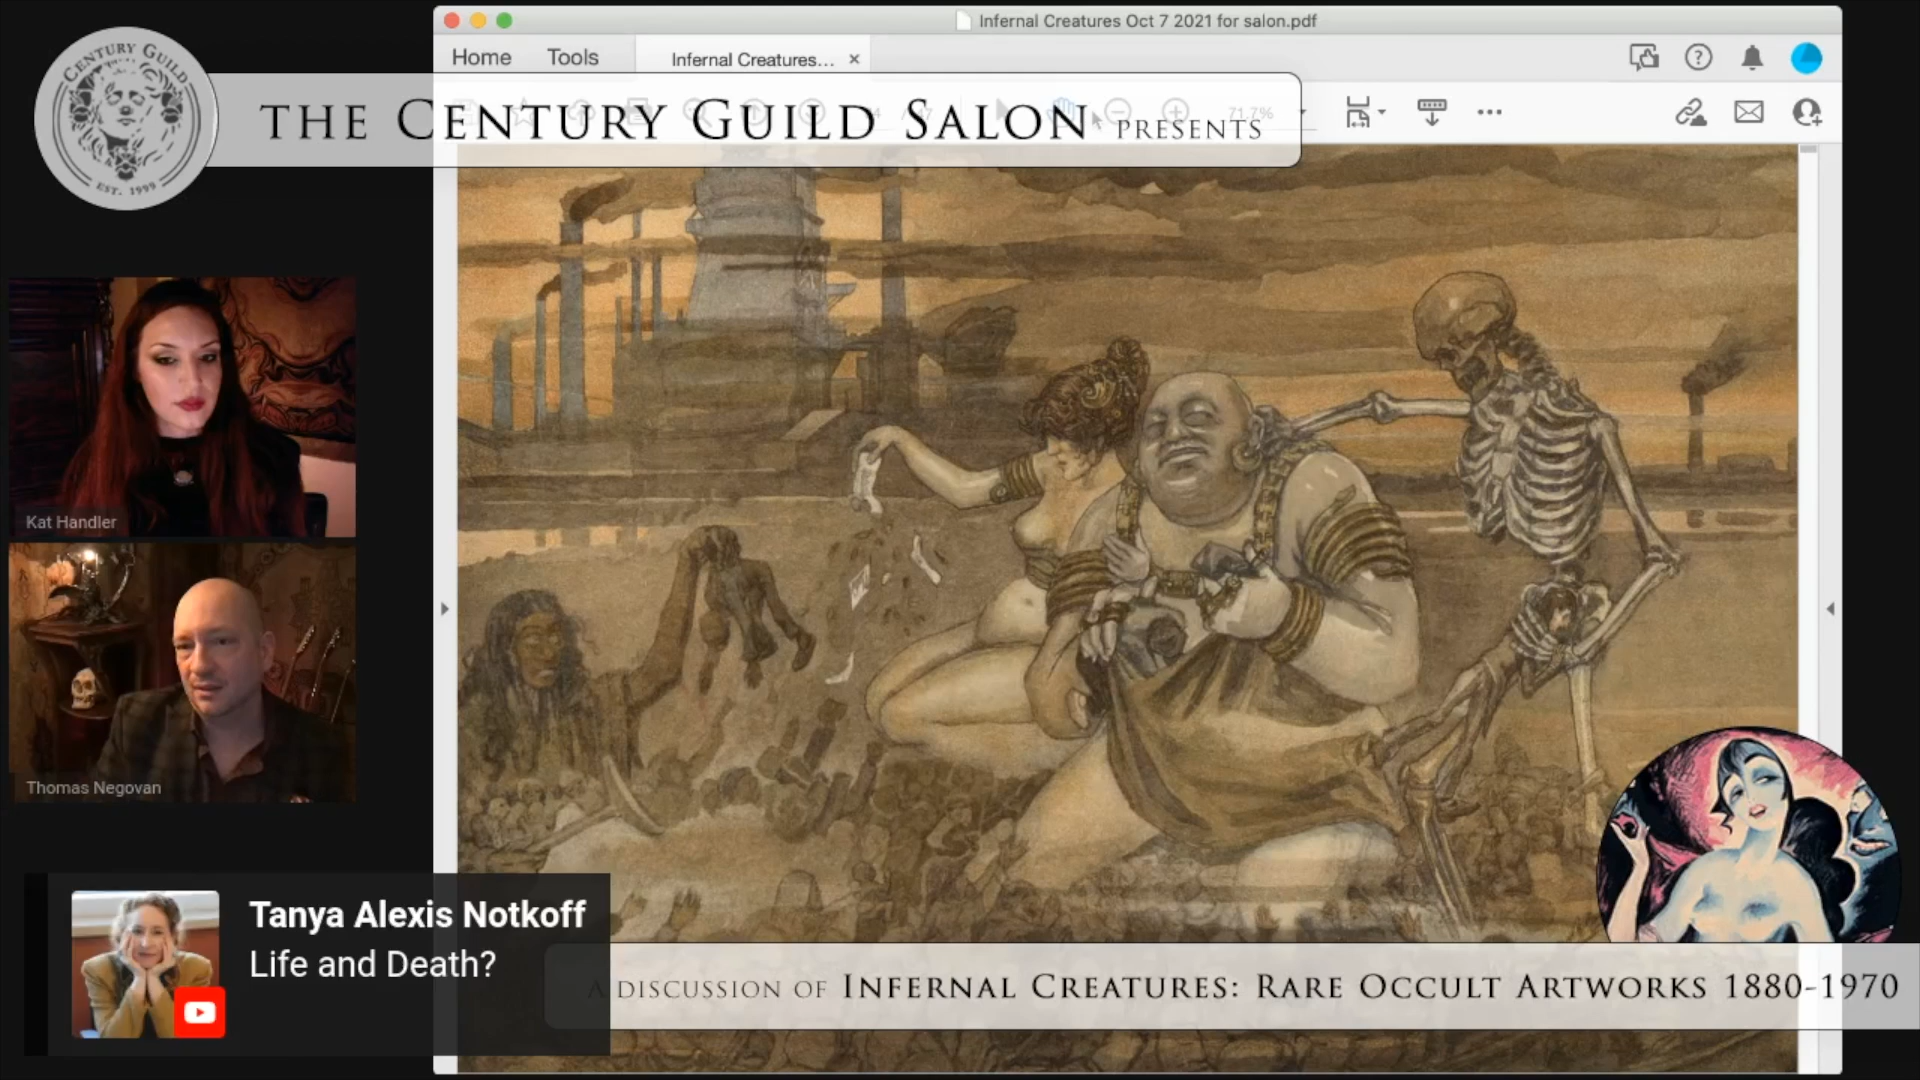 Infernal Creatures Oct 7 2021 for salon.pdf
Home Tools Infernal Creatures...
CENTURY GUILD
EST. 1999
THE CENTURY GUILD SALON PRESENTS
71.7%
Kat Handler
Thomas Negovan
Tanya Alexis Notkoff
Life and Death?
A DISCUSSION OF INFERNAL CREATURES: RARE OCCULT ARTWORKS 1880-1970